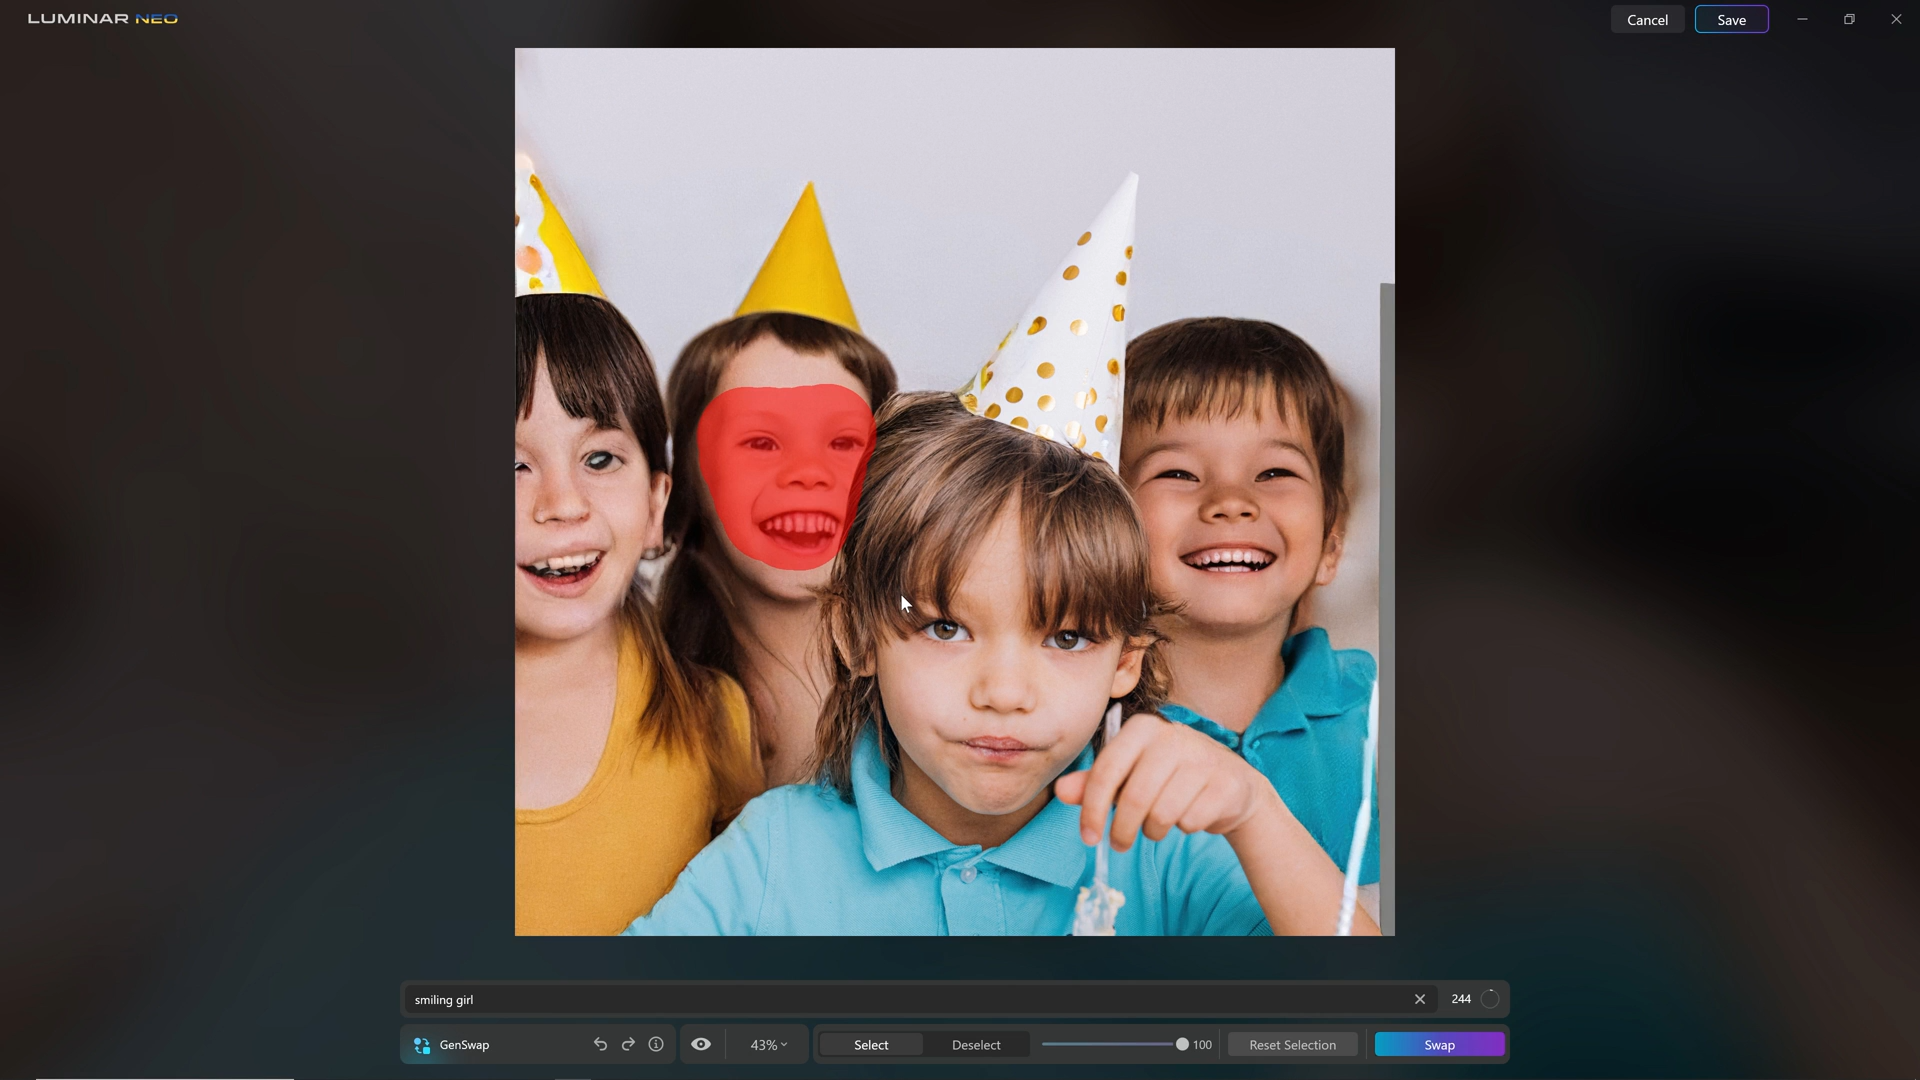 LUMINAR NEO
Cancel
Save
smiling girl
244
GenSwap
43%
Select
Deselect
100
Reset Selection
Swap